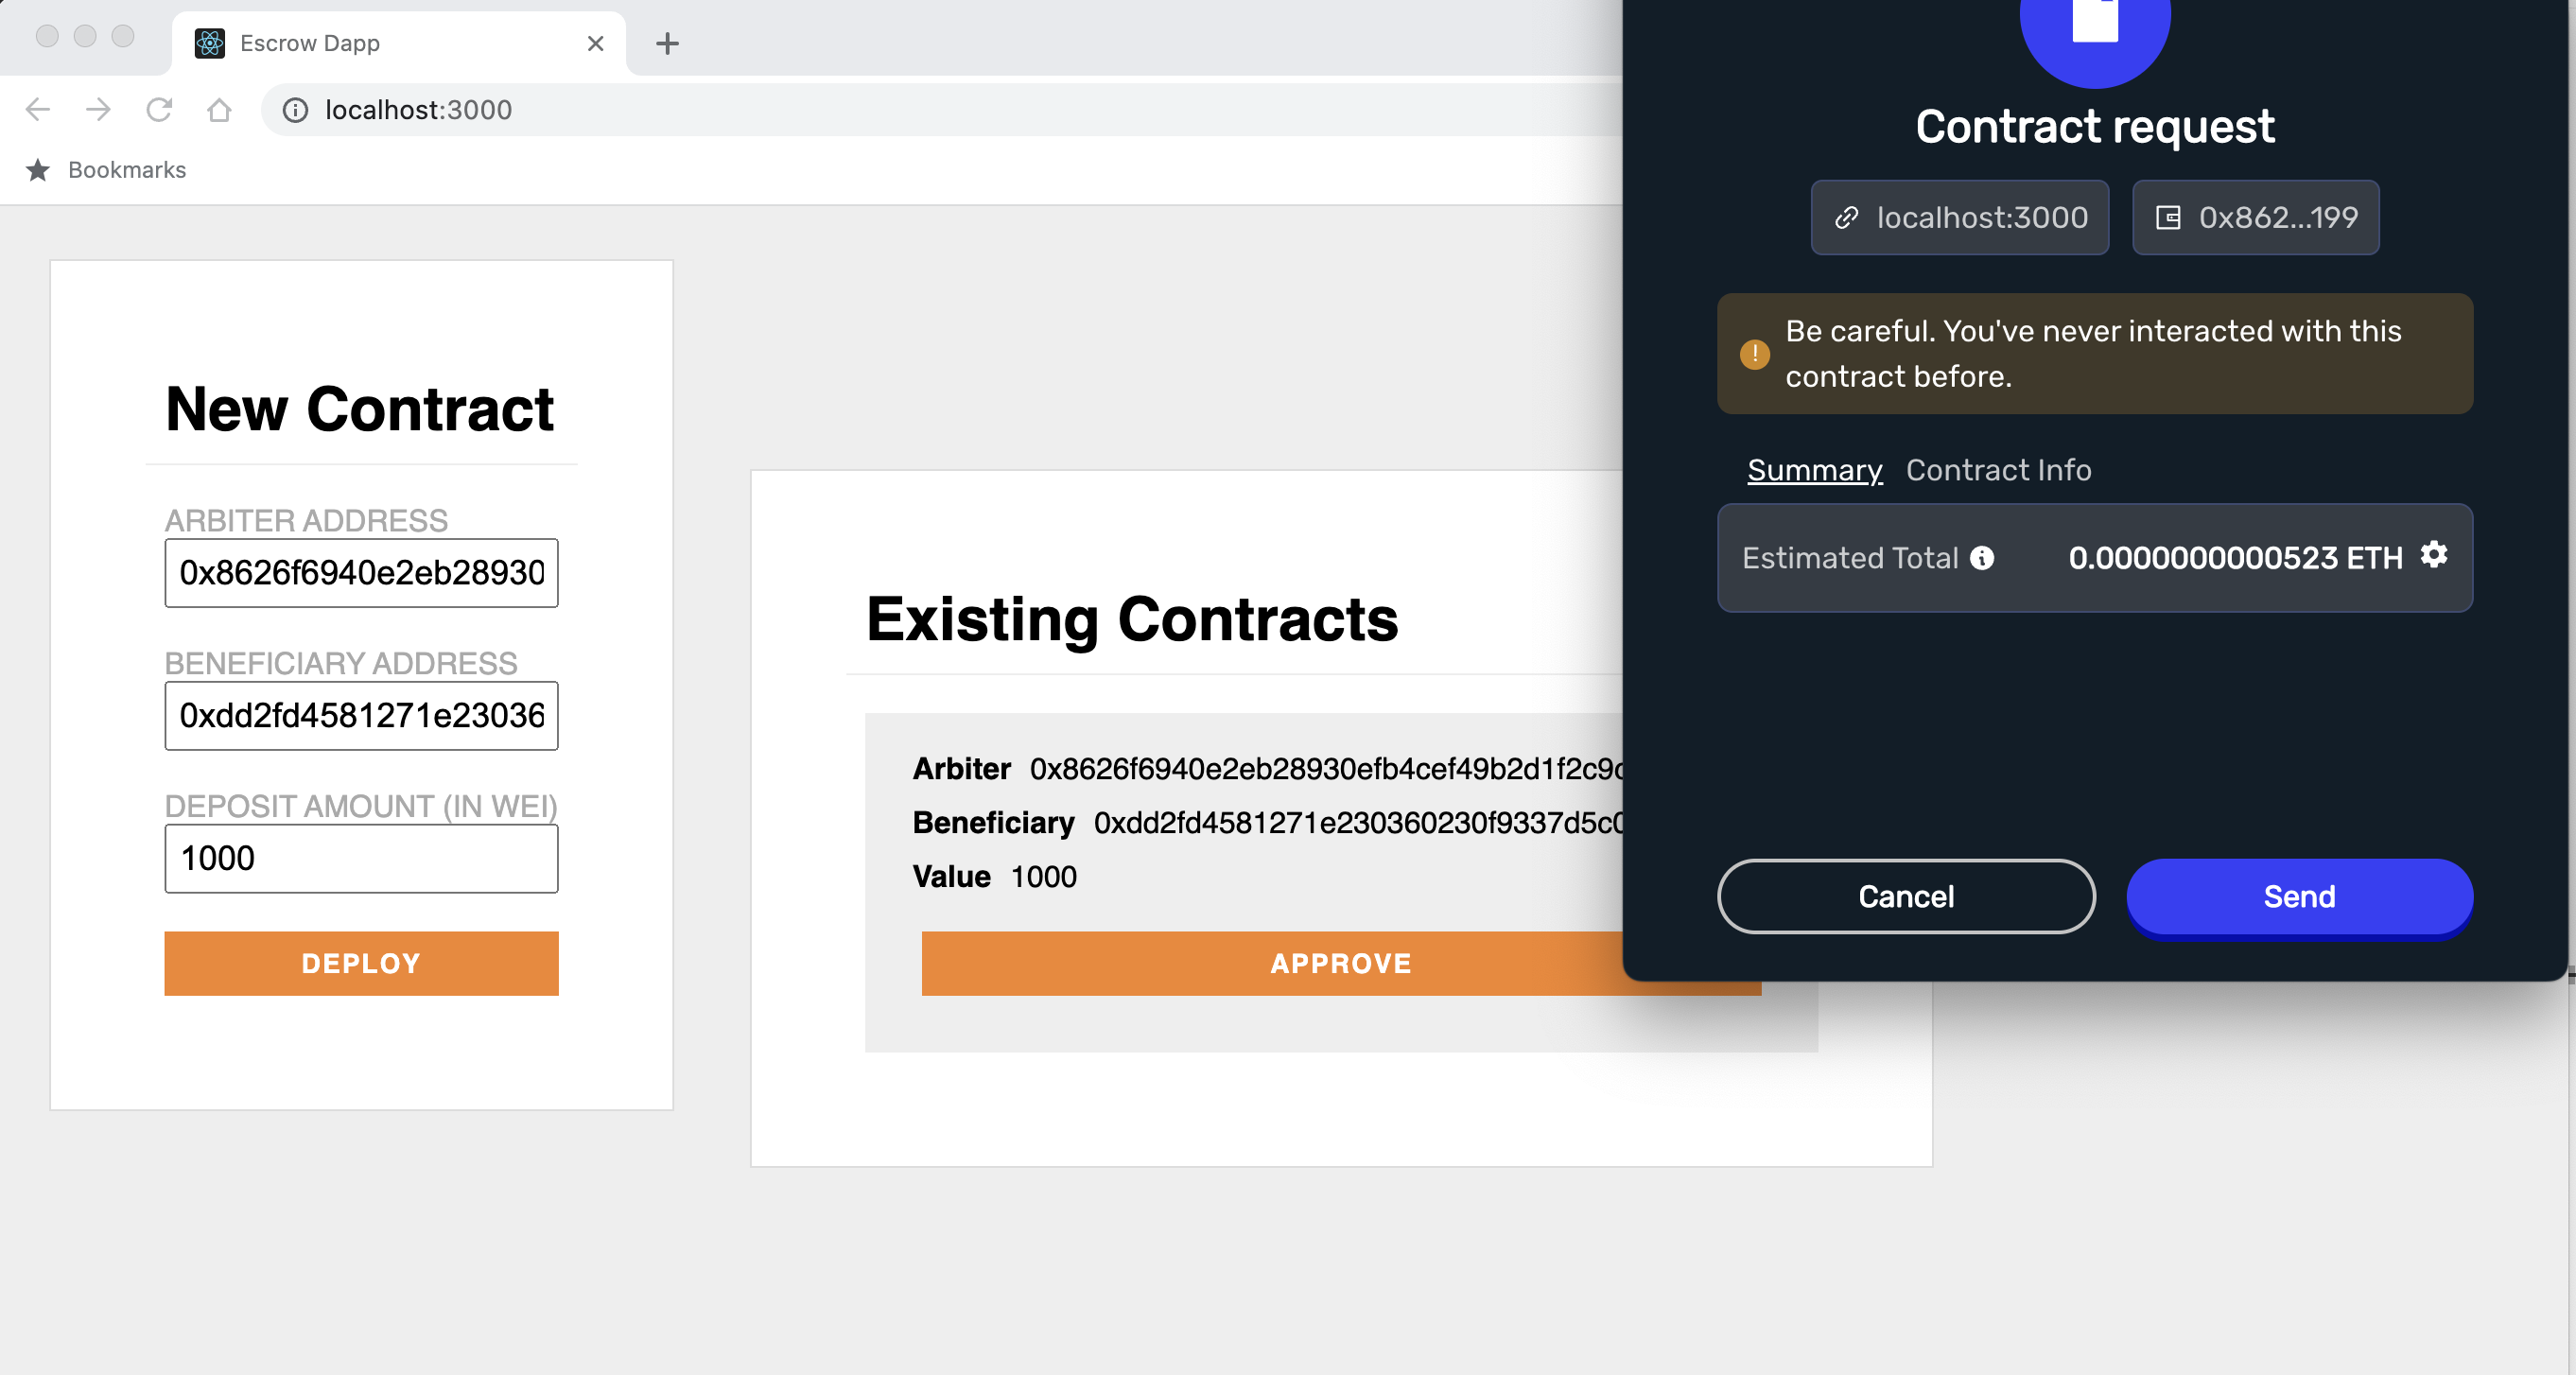 Escrow Dapp
localhost:3000
Bookmarks
New Contract
ARBITER ADDRESS
0x8626f6940e2eb28930
BENEFICIARY ADDRESS
0xdd2fd4581271e23036
DEPOSIT AMOUNT (IN WEI)
1000
DEPLOY
Existing Contracts
Arbiter 0x8626f6940e2eb28930efb4cef49b2d1f2c9c
Beneficiary 0xdd2fd4581271e230360230f9337d5c0
Value 1000
APPROVE
Contract request
localhost:3000
0x862...199
Be careful. You've never interacted with this
contract before.
Summary Contract Info
Estimated Total 0.0000000000523 ETH
Cancel
Send